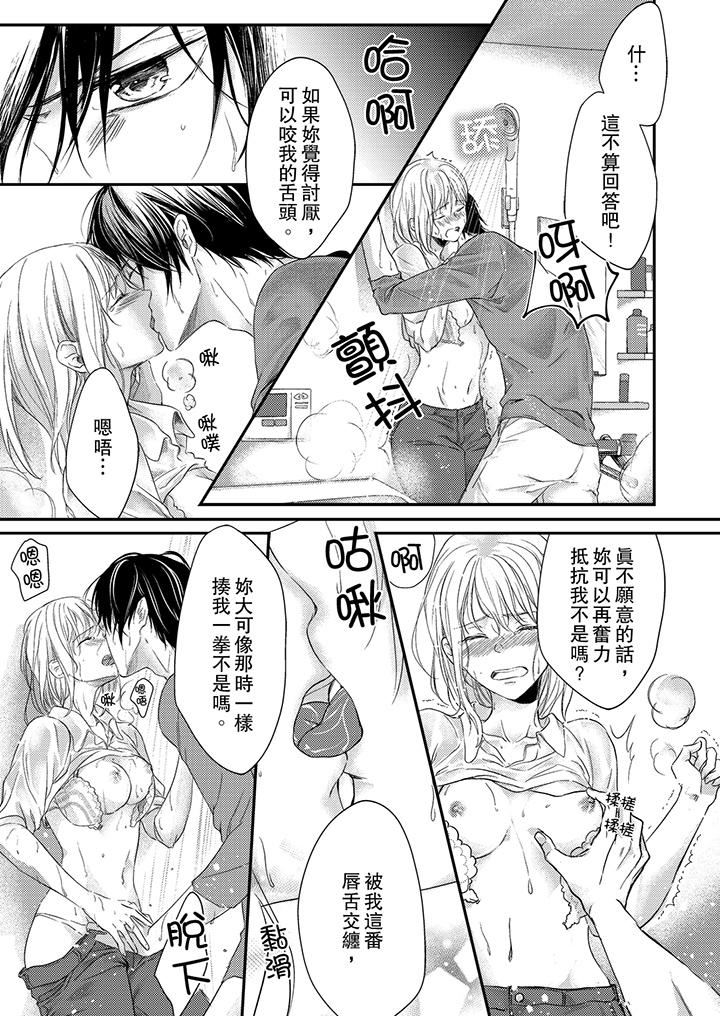 什…
這不算回答吧！
舔
呀啊
顫抖
哈啊
如果妳覺得討厭，
可以咬我的舌頭。
啾
啾
噗
嗯唔…
真不願意的話，
妳可以再奮力
抵抗我不是嗎？
啊
搓揉
搓揉
咕啾
被我這番
唇舌交纏，
黏滑
妳大可像那時一樣
揍我一拳不是嗎。
嗯嗯
啾
嗯唔
脫下